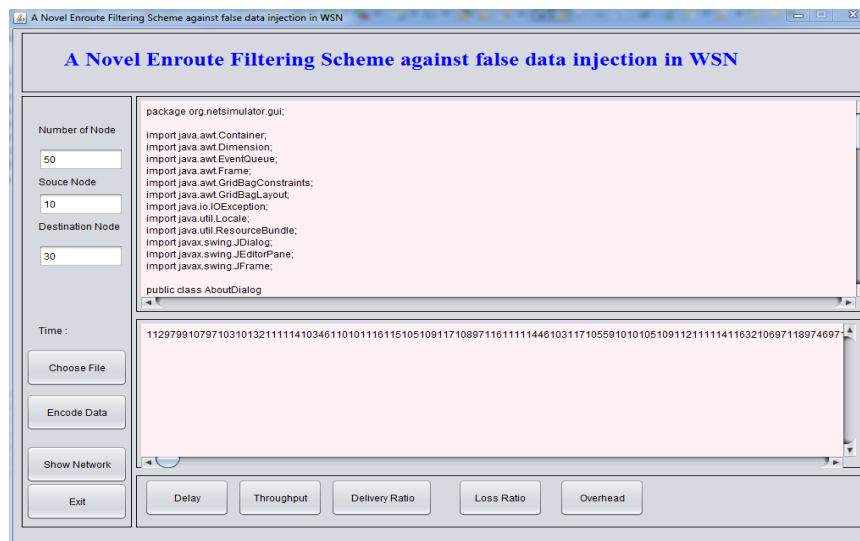 A Novel Enroute Filtering Scheme against false data injection in WSN
A Novel Enroute Filtering Scheme against false data injection in WSN
Number of Node
50
Souce Node
10
Destination Node
30
package org.netsimulator.gui;
import java.awt.Container;
import java.awt.Dimension;
import java.awt.EventQueue;
import java.awt.Frame;
import java.awt.GridBagConstraints;
import java.awt.GridBagLayout;
import java.io.IOException;
import java.util.Locale;
import java.util.ResourceBundle;
import javax.swing.JDialog;
import javax.swing.JEditorPane;
import javax.swing.JFrame;
public class AboutDialog
Time :
Choose File
Encode Data
Show Network
Exit
112979910797103101321111141034611010111611510510911710897116111114461031171055910101051091121111141163210697118974697
Delay
Throughput
Delivery Ratio
Loss Ratio
Overhead